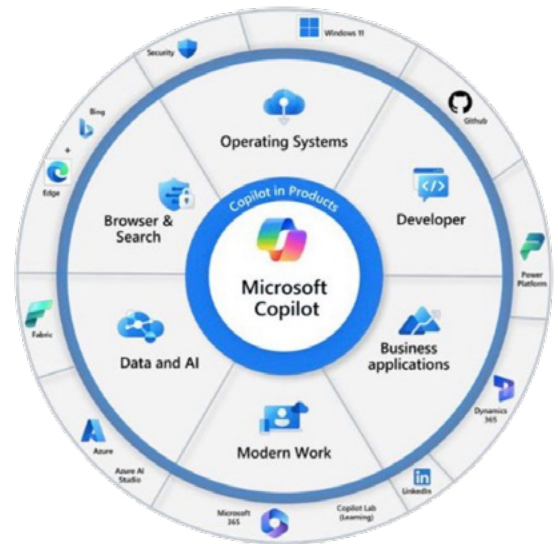 Windows 11
Security
Github
Bing
+
Edge
Operating Systems
Copilot in Products
Browser &
Search
Developer
Microsoft
Copilot
Power
Platform
Fabric
Data and AI
Business
applications
Dynamics
365
Azure
Azure AI
Studio
Modern Work
in
LinkedIn
Microsoft
365
Copilot Lab
(Learning)